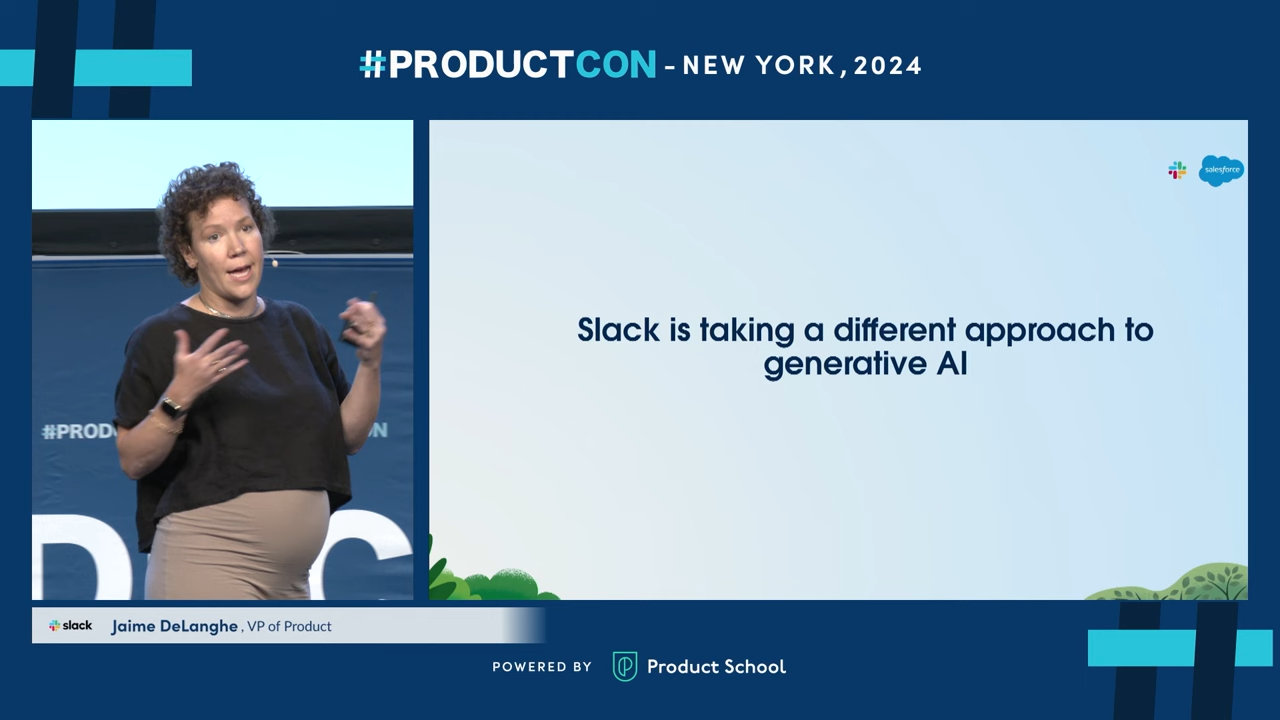 #PRODUCTCON - NEW YORK, 2024
salesforce
Slack is taking a different approach to
generative AI
#PROD
ON
slack Jaime DeLanghe, VP of Product
POWERED BY Product School